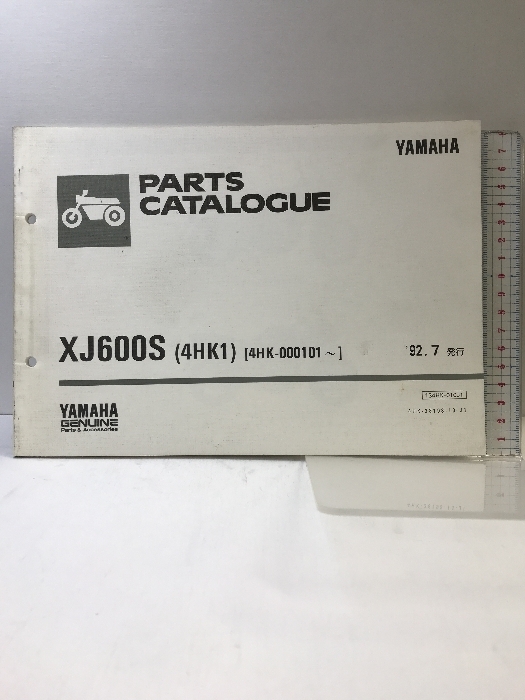 YAMAHA
PARTS
CATALOGUE
XJ600S (4HK1) [4HK-000101~]
'92.7 発行
YAMAHA
GENUINE
Parts & Accessories